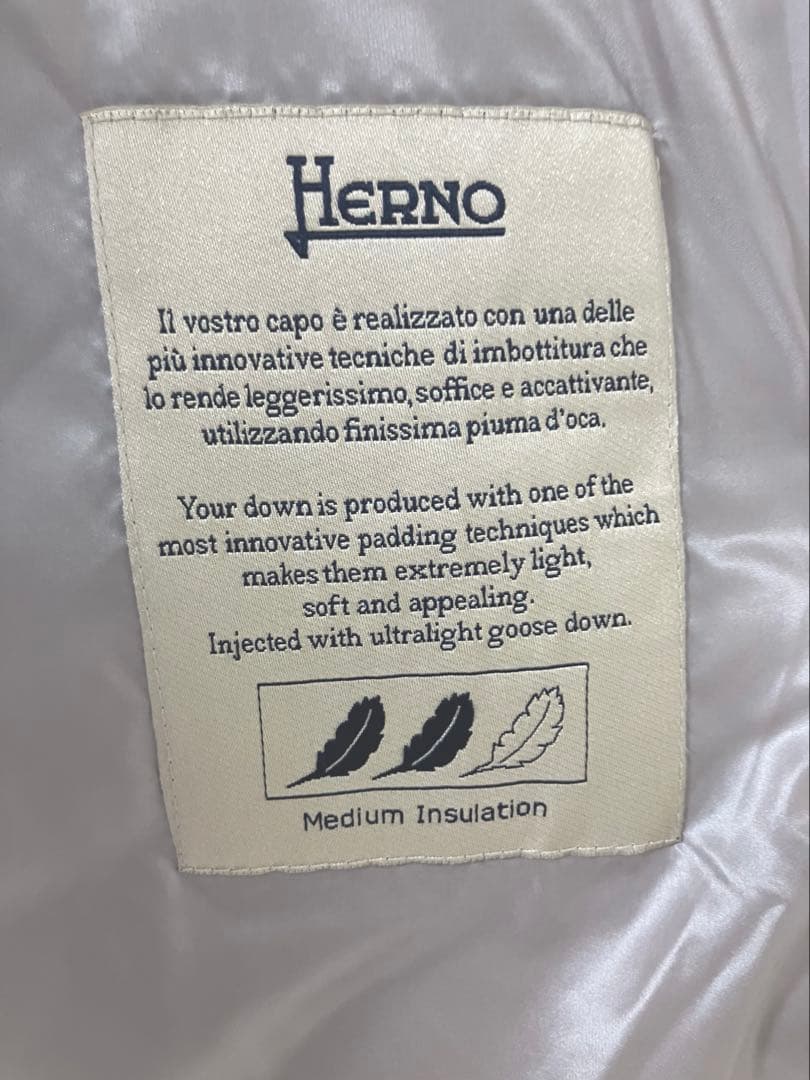 HERNO
Il vostro capo è realizzato con una delle
più innovative tecniche di imbottitura che
lo rende leggerissimo, soffice e accattivante,
utilizzando finissima piuma d'oca.
Your down is produced with one of the
most innovative padding techniques which
makes them extremely light,
soft and appealing.
Injected with ultralight goose down.
Medium Insulation